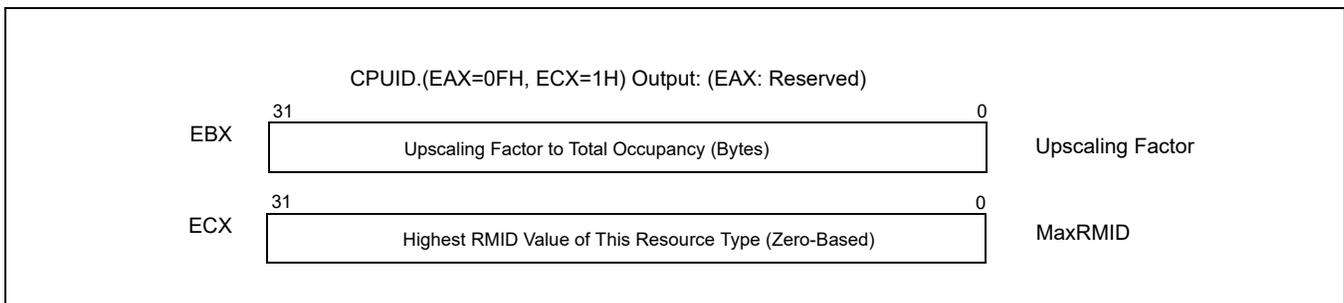 CPUID.(EAX=0FH, ECX=1H) Output: (EAX: Reserved)
31 0
EBX Upscaling Factor to Total Occupancy (Bytes) Upscaling Factor
31 0
ECX Highest RMID Value of This Resource Type (Zero-Based) MaxRMID